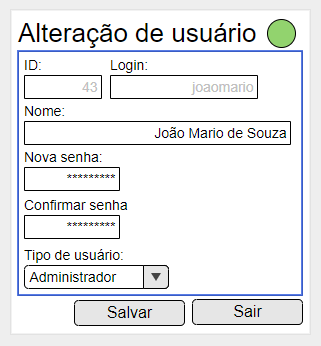 Alteração de usuário
ID: Login:
43 joaomario
Nome:
João Mario de Souza
Nova senha:
*********
Confirmar senha
*********
Tipo de usuário:
Administrador
Salvar Sair